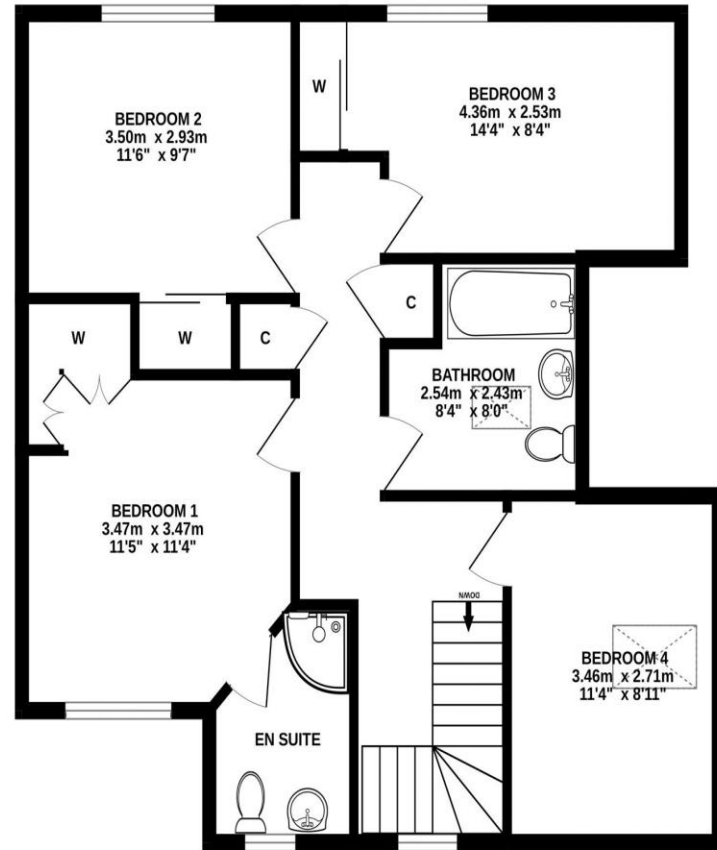 BEDROOM 2
3.50m x 2.93m
11'6" x 9'7"
W
BEDROOM 3
4.36m x 2.53m
14'4" x 8'4"
W
W
C
C
BATHROOM
2.54m x 2.43m
8'4" x 8'0"
BEDROOM 1
3.47m x 3.47m
11'5" x 11'4"
DOWN
BEDROOM 4
3.46m x 2.71m
11'4" x 8'11"
EN SUITE